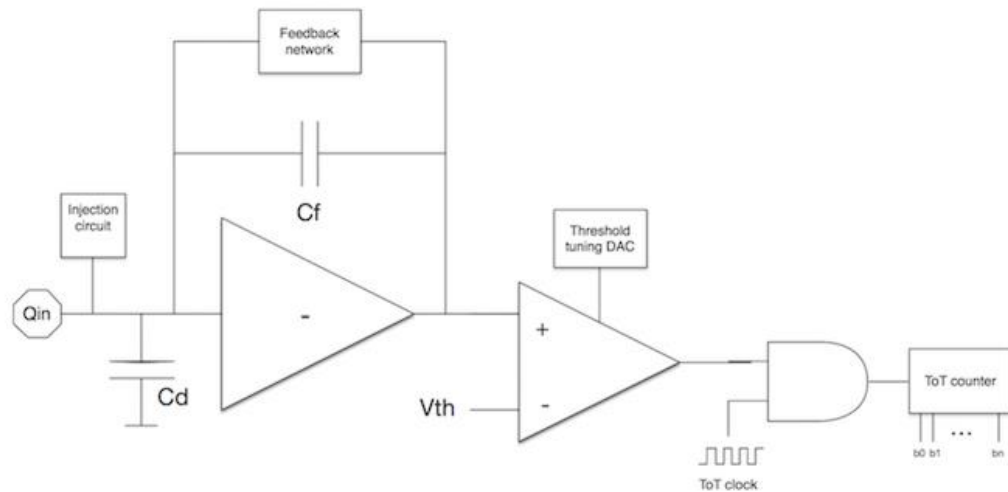 Feedback
network
Cf
Injection
circuit
Threshold
tuning DAC
Qin
-
+
Cd
Vth
-
ToT counter
b0 b1 ••• bn
ToT clock